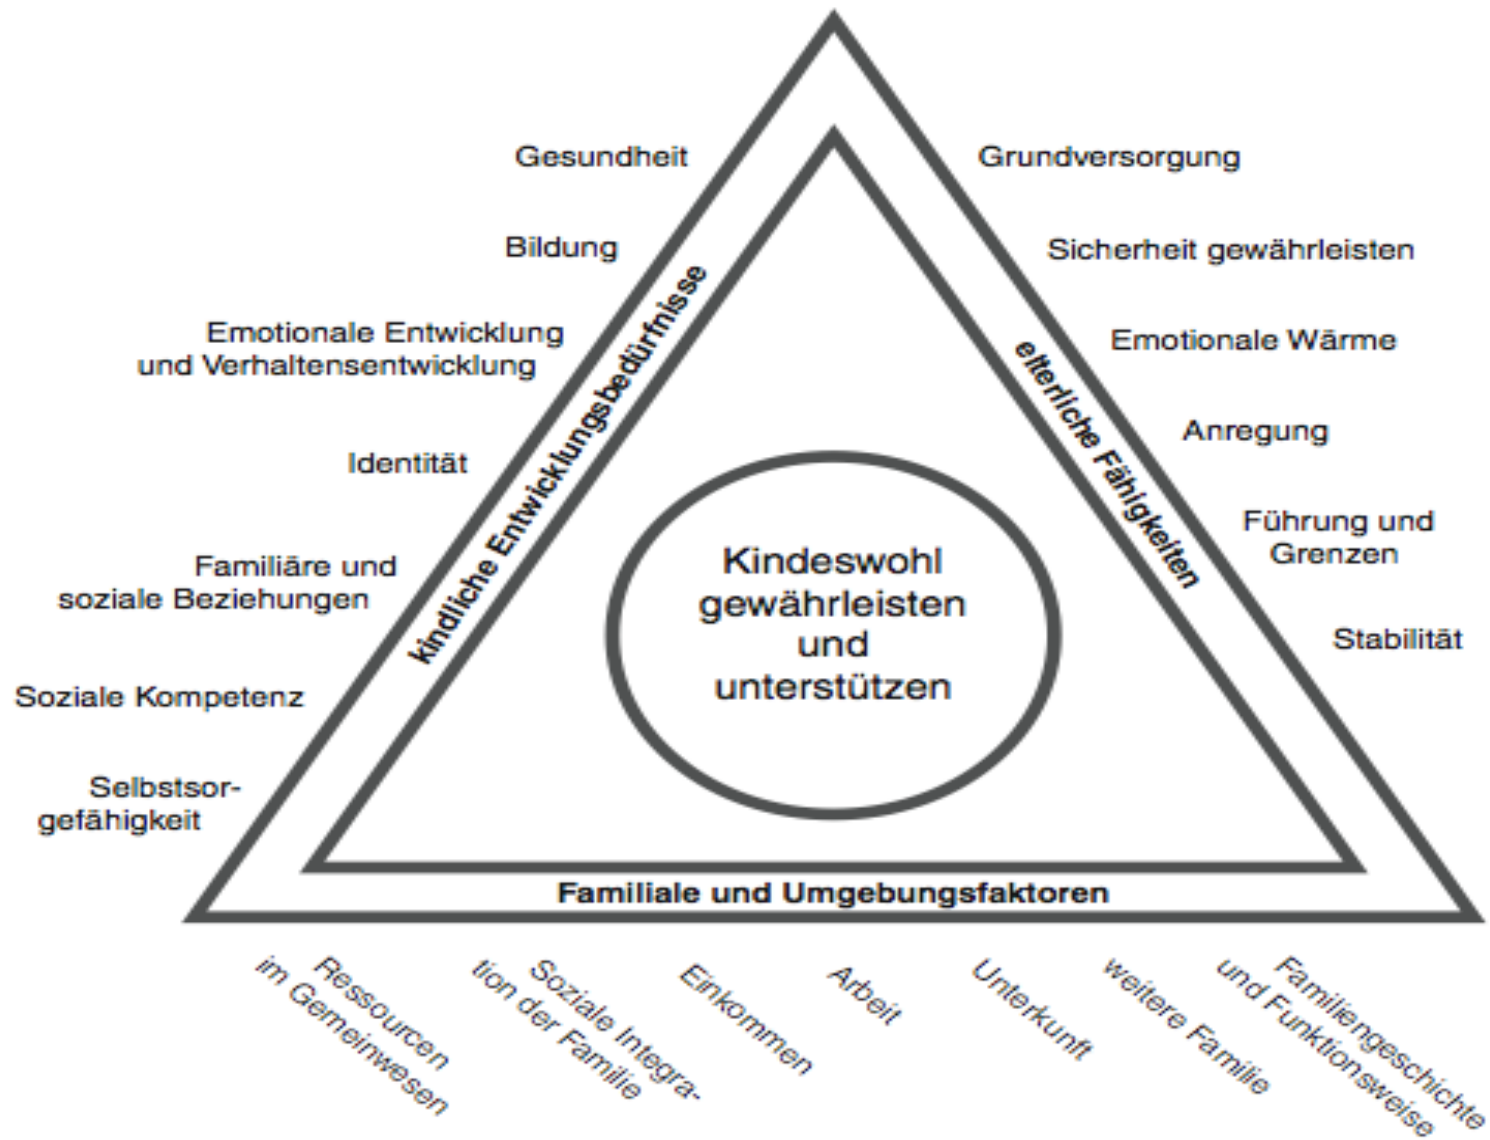 Gesundheit
Bildung
Emotionale Entwicklung
und Verhaltensentwicklung
Identität
Familiäre und
soziale Beziehungen
Soziale Kompetenz
Selbstsor-
gefähigkeit
kindliche Entwicklungsbedürfnisse
Grundversorgung
Sicherheit gewährleisten
Emotionale Wärme
Anregung
Führung und
Grenzen
Stabilität
elterliche Fähigkeiten
Kindeswohl
gewährleisten
und
unterstützen
Familiale und Umgebungsfaktoren
Ressourcen
im Gemeinwesen
Soziale Integra-
tion der Familie
Einkommen
Arbeit
Unterkunft
weitere Familie
Familiengeschichte
und Funktionsweise